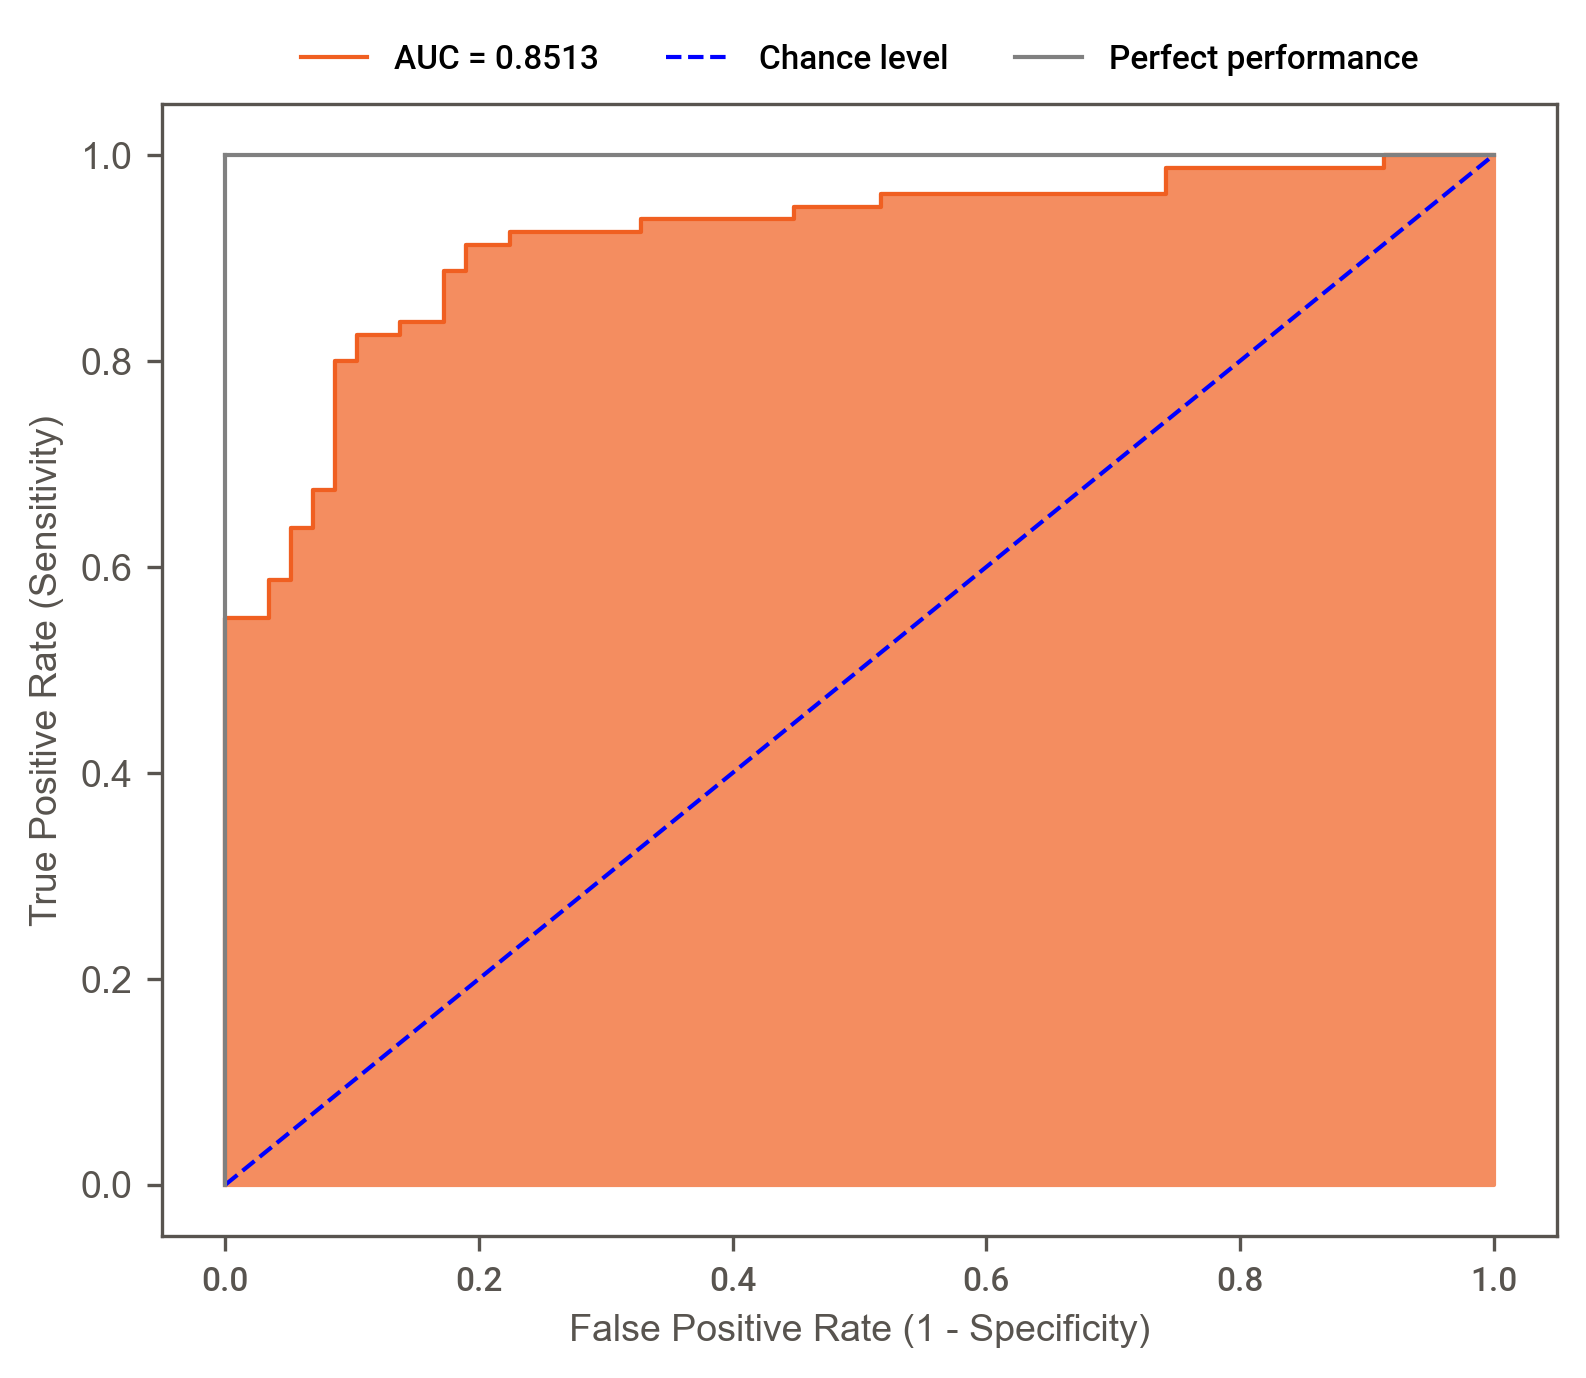 AUC = 0.8513 Chance level Perfect performance
1.0
0.8
0.6
0.4
0.2
0.0
True Positive Rate (Sensitivity)
0.0 0.2 0.4 0.6 0.8 1.0
False Positive Rate (1 - Specificity)